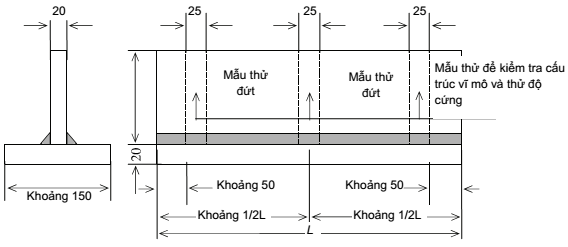 20
25
25
25
Mẫu thử
đứt
Mẫu thử
đứt
Mẫu thử để kiểm tra cấu
trúc vĩ mô và thử độ
cứng
20
Khoảng 150
Khoảng 50
Khoảng 50
Khoảng 1/2L
Khoảng 1/2L
L